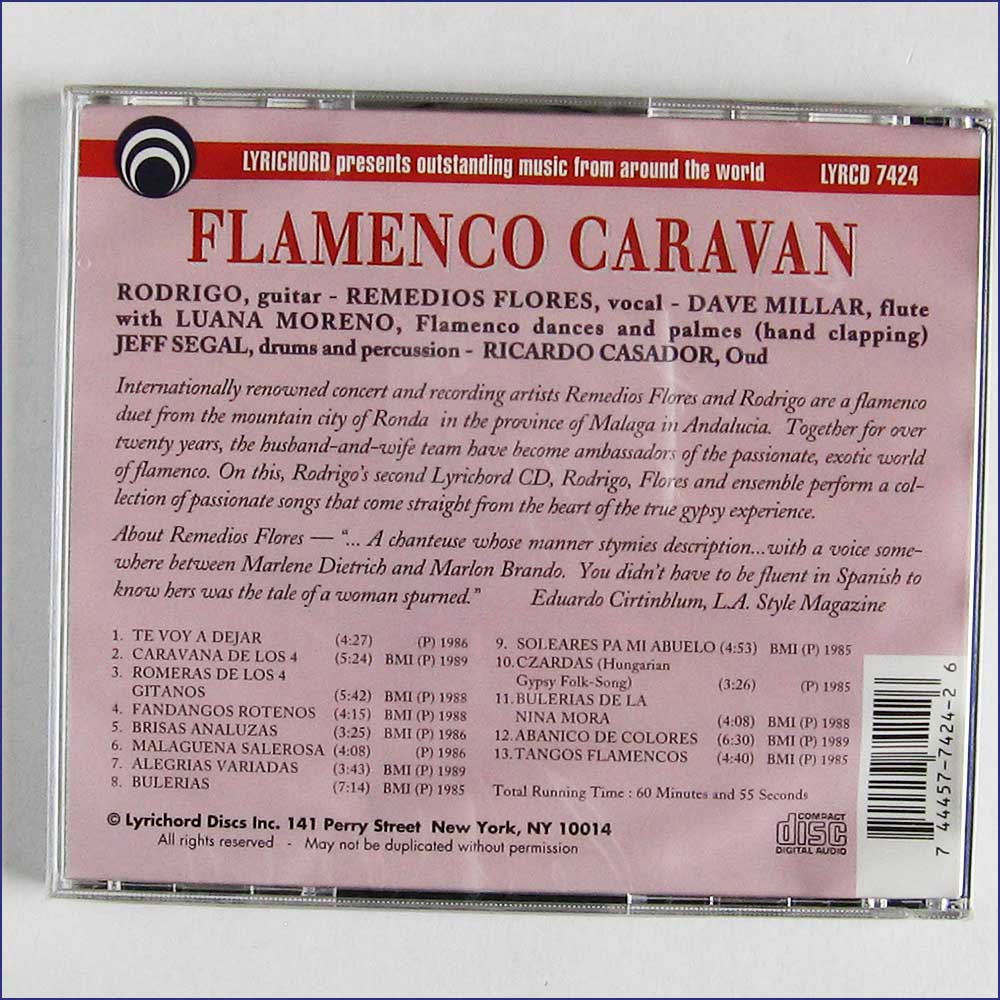 LYRICHORD presents outstanding music from around the world LYRCD 7424
FLAMENCO CARAVAN
RODRIGO, guitar - REMEDIOS FLORES, vocal - DAVE MILLAR, flute
with LUANA MORENO, Flamenco dances and palmes (hand clapping)
JEFF SEGAL, drums and percussion - RICARDO CASADOR, Oud
Internationally renowned concert and recording artists Remedios Flores and Rodrigo are a flamenco
duet from the mountain city of Ronda in the province of Malaga in Andalucia. Together for over
twenty years, the husband-and-wife team have become ambassadors of the passionate, exotic world
of flamenco. On this, Rodrigo's second Lyrichord CD, Rodrigo, Flores and ensemble perform a col-
lection of passionate songs that come straight from the heart of the true gypsy experience.
About Remedios Flores — "... A chanteuse whose manner stymies description...with a voice some-
where between Marlene Dietrich and Marlon Brando. You didn't have to be fluent in Spanish to
know hers was the tale of a woman spurned." Eduardo Cirtinblum, L.A. Style Magazine
1. TE VOY A DEJAR (4:27) (P) 1986
2. CARAVANA DE LOS 4 (5:24) BMI (P) 1989
3. ROMERAS DE LOS 4
GITANOS (5:42) BMI (P) 1988
4. FANDANGOS ROTENOS (4:15) BMI (P) 1988
5. BRISAS ANALUZAS (3:25) BMI (P) 1986
6. MALAGUENA SALEROSA (4:08) (P) 1986
7. ALEGRIAS VARIADAS (3:43) BMI (P) 1989
8. BULERIAS (7:14) BMI (P) 1985
9. SOLEARES PA MI ABUELO (4:53) BMI (P) 1985
10. CZARDAS (Hungarian
Gypsy Folk-Song) (3:26) (P) 1985
11. BULERIAS DE LA
NINA MORA (4:08) BMI (P) 1988
12. ABANICO DE COLORES (6:30) BMI (P) 1989
13. TANGOS FLAMENCOS (4:40) BMI (P) 1985
Total Running Time : 60 Minutes and 55 Seconds
© Lyrichord Discs Inc. 141 Perry Street New York, NY 10014
All rights reserved - May not be duplicated without permission
COMPACT
disc
DIGITAL AUDIO
7 44457-7424-2 6